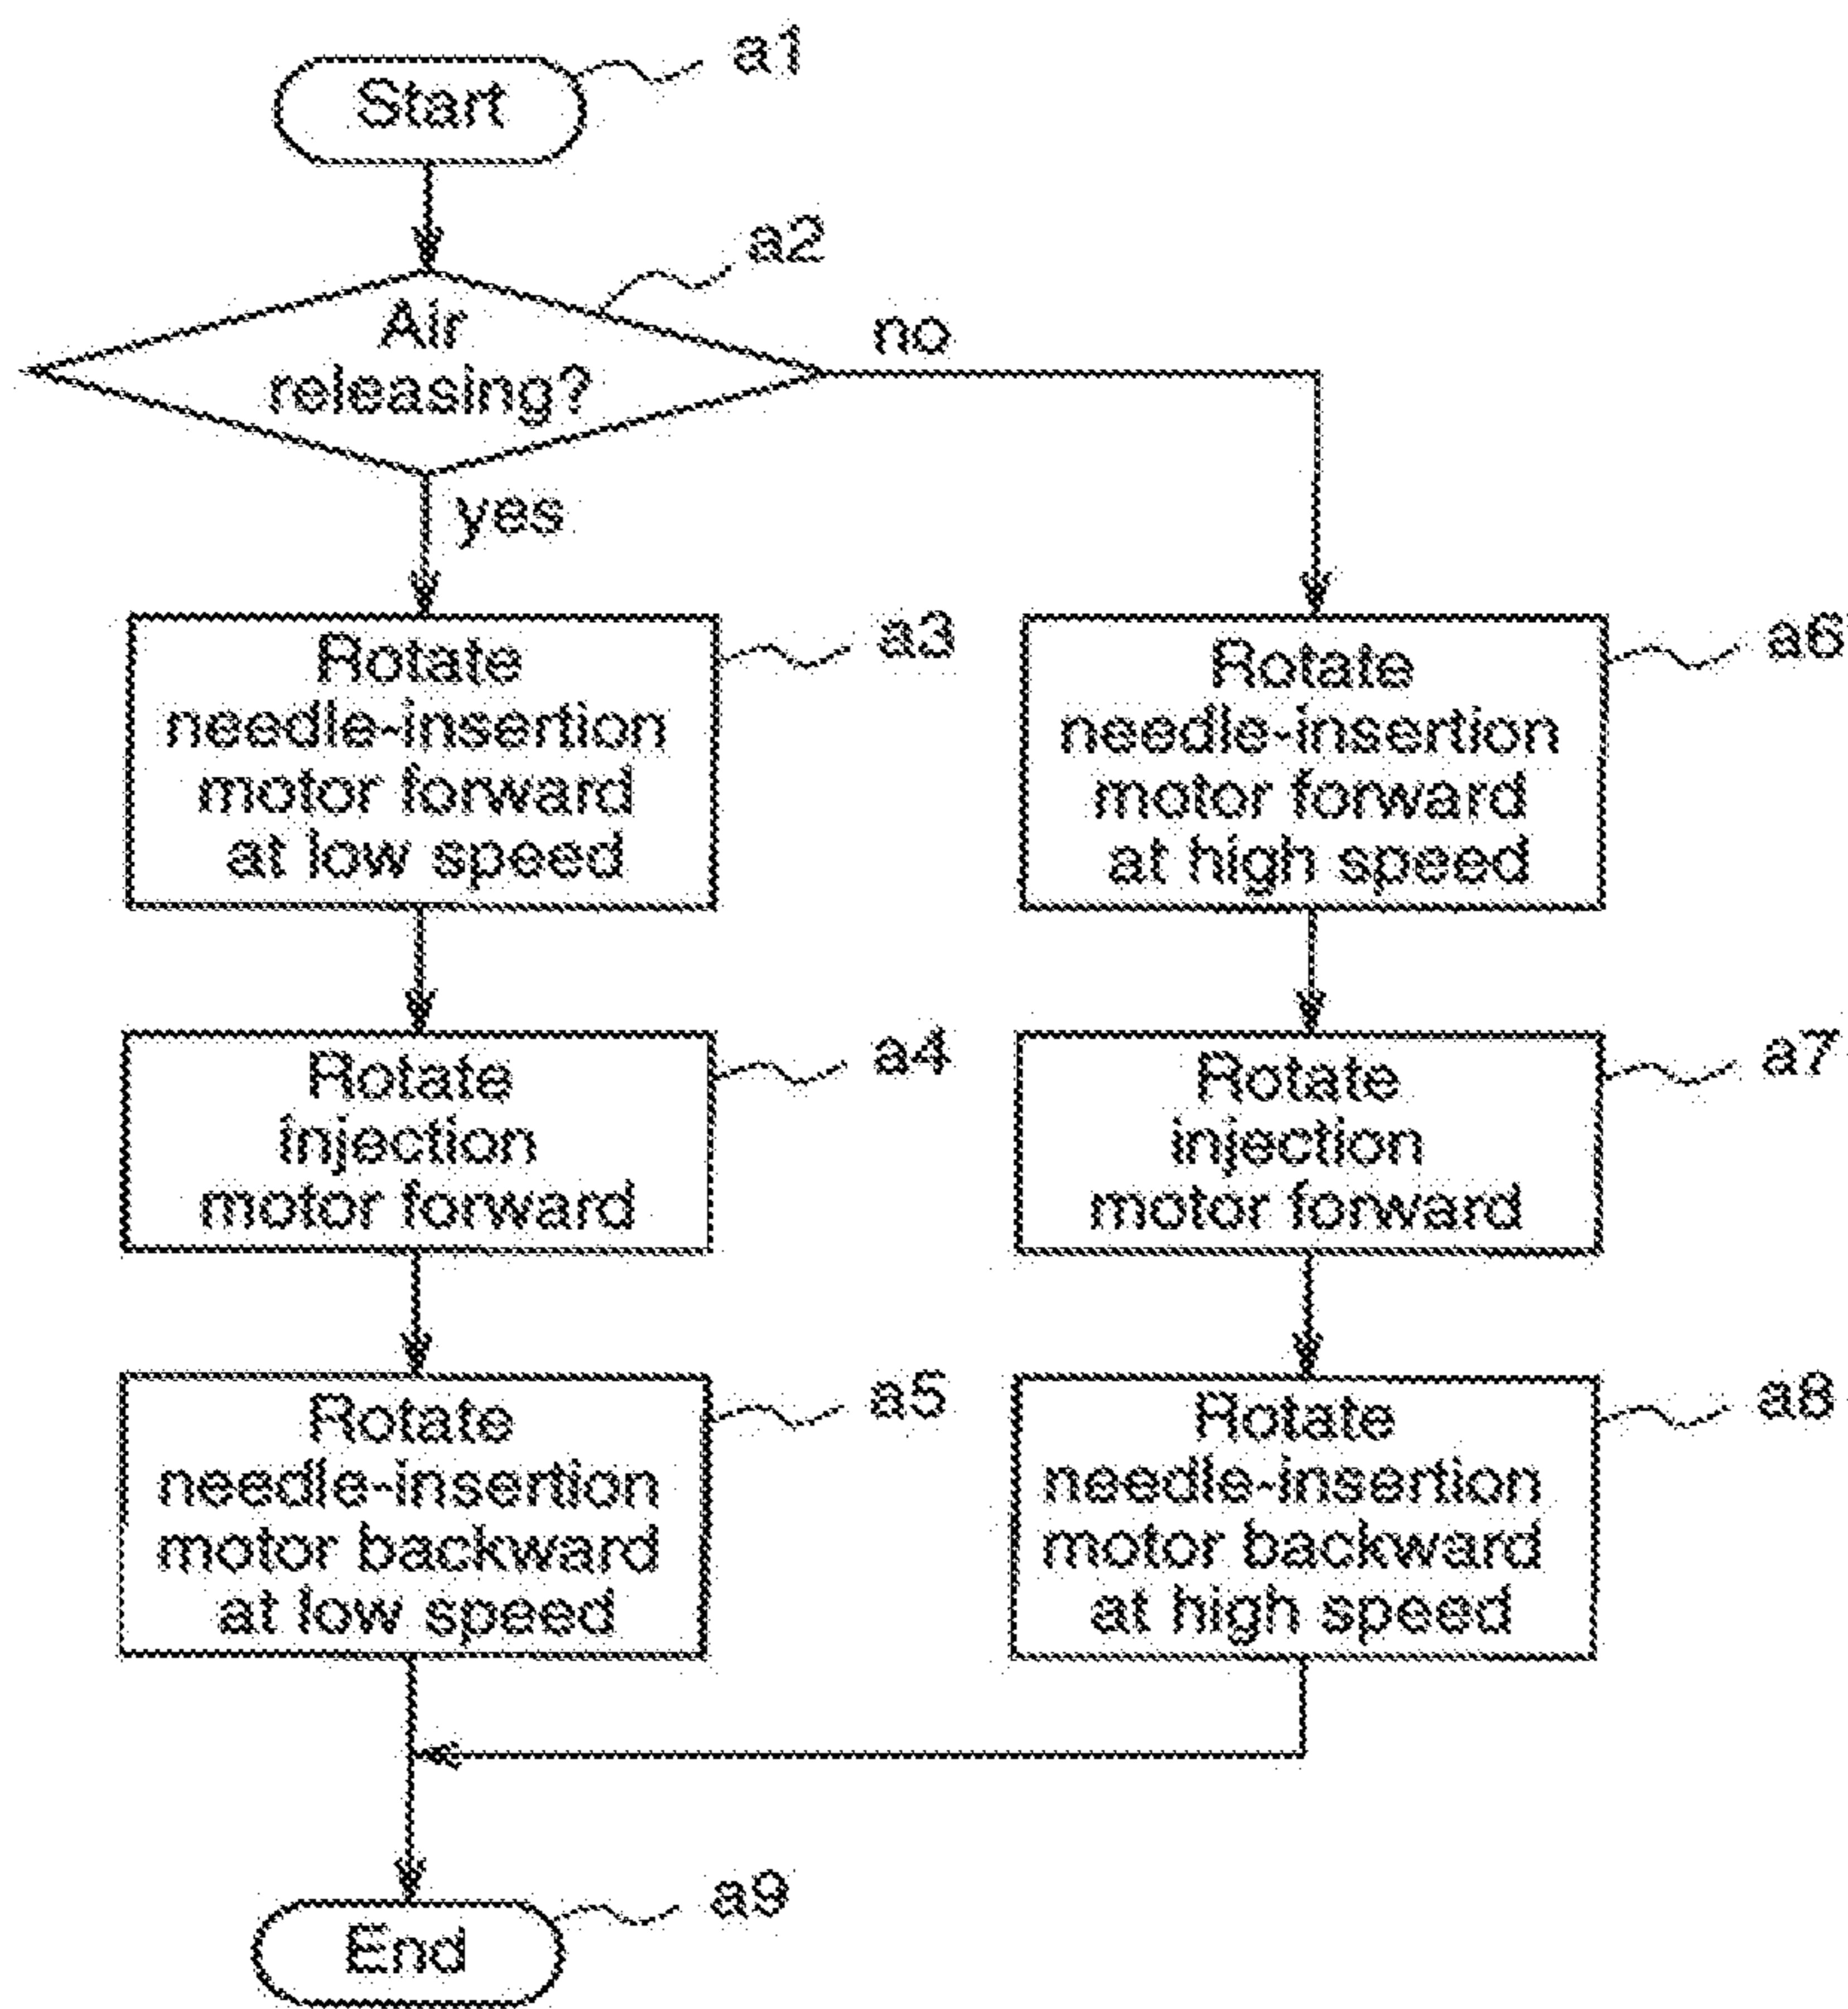 a1
Start
a2
Air
releasing?
no
yes
Rotate
needle-insertion
motor forward
at low speed
a3
Rotate
needle-insertion
motor forward
at high speed
a6
Rotate
injection
motor forward
a4
Rotate
injection
motor forward
a7
Rotate
needle-insertion
motor backward
at low speed
a5
Rotate
needle-insertion
motor backward
at high speed
a8
a9
End